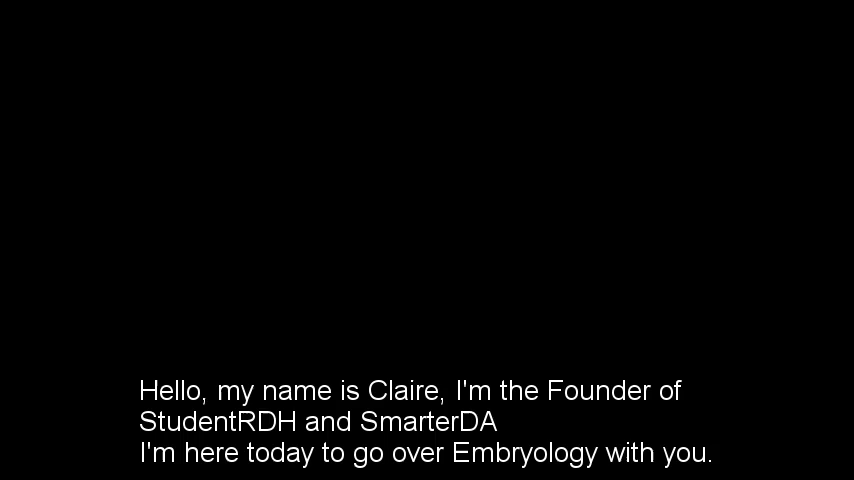 Hello, my name is Claire, I'm the Founder of
StudentRDH and SmarterDA
I'm here today to go over Embryology with you.